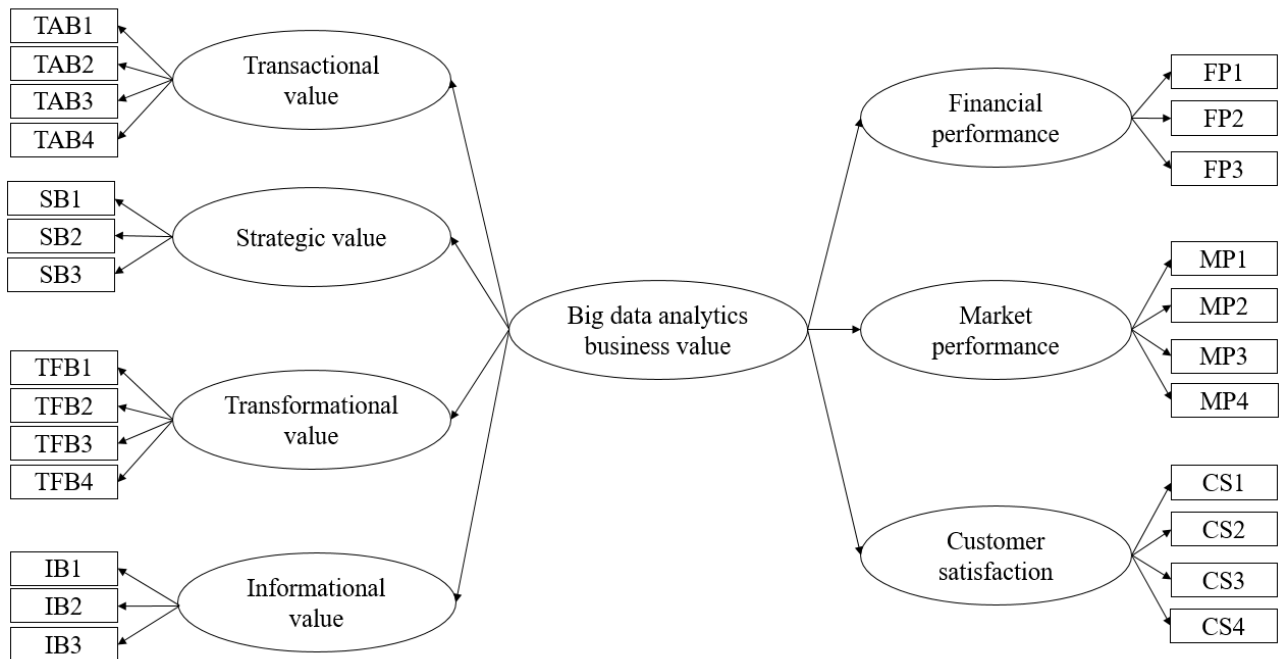 TAB1
TAB2
TAB3
TAB4
Transactional
value
SB1
SB2
SB3
Strategic value
TFB1
TFB2
TFB3
TFB4
Transformational
value
IB1
IB2
IB3
Informational
value
Big data analytics
business value
Financial
performance
FP1
FP2
FP3
Market
performance
MP1
MP2
MP3
MP4
Customer
satisfaction
CS1
CS2
CS3
CS4